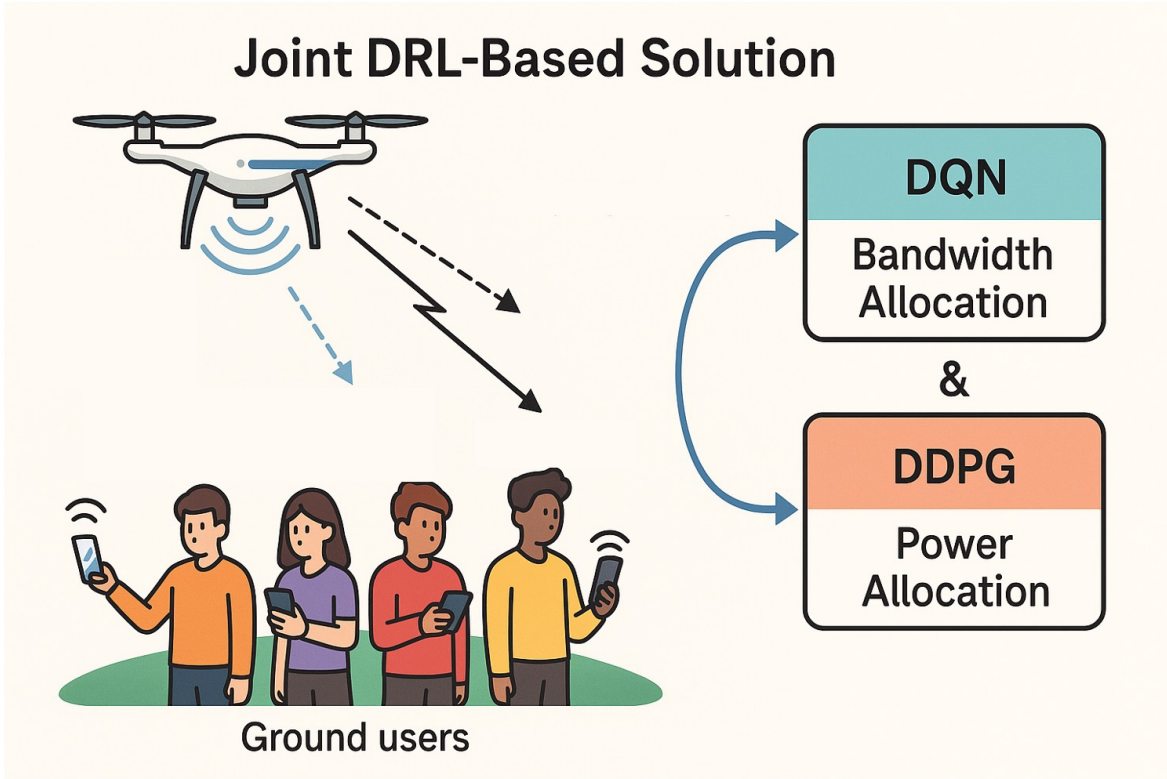 Joint DRL-Based Solution
DQN
Bandwidth
Allocation
&
DDPG
Power
Allocation
Ground users